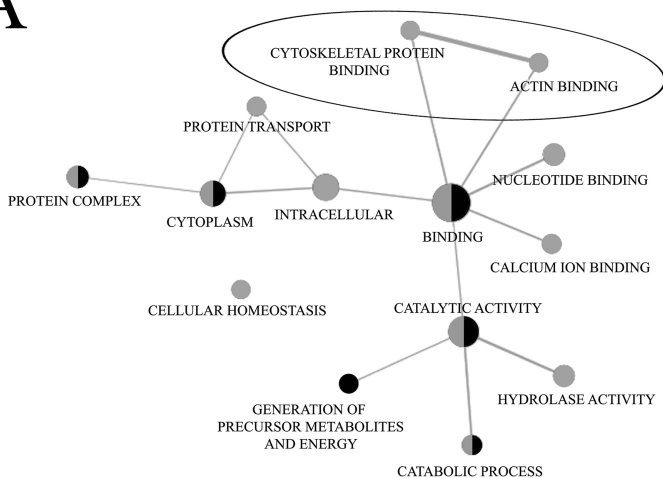 A
CYTOSKELETAL PROTEIN
BINDING
ACTIN BINDING
PROTEIN TRANSPORT
NUCLEOTIDE BINDING
PROTEIN COMPLEX
CYTOPLASM
INTRACELLULAR
BINDING
CALCIUM ION BINDING
CELLULAR HOMEOSTASIS
CATALYTIC ACTIVITY
HYDROLASE ACTIVITY
GENERATION OF
PRECURSOR METABOLITES
AND ENERGY
CATABOLIC PROCESS